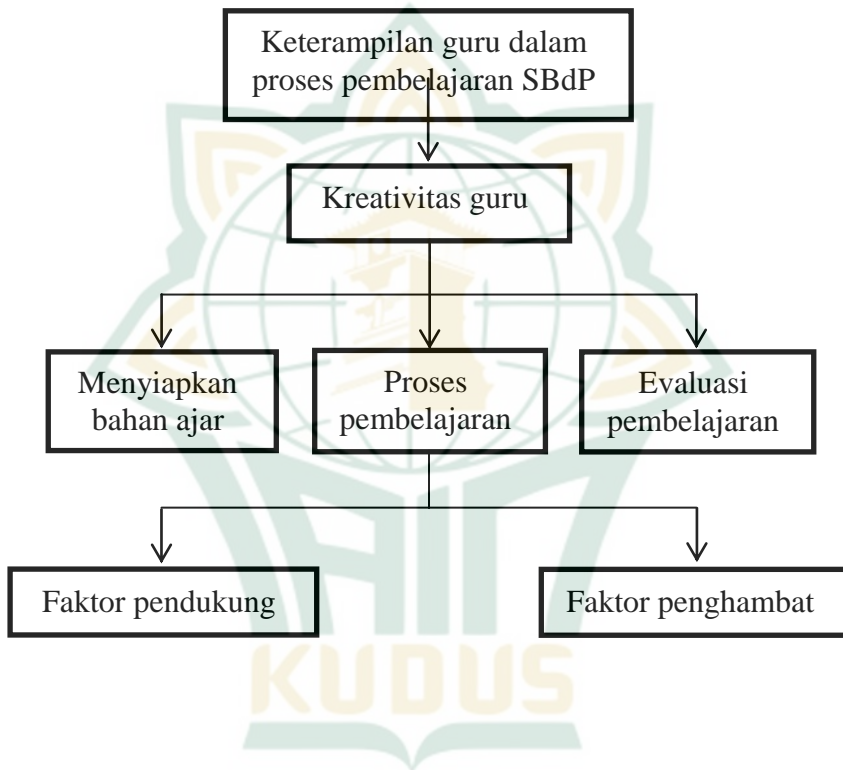 Keterampilan guru dalam
proses pembelajaran SBdP
Kreativitas guru
Menyiapkan
bahan ajar
Proses
pembelajaran
Evaluasi
pembelajaran
Faktor pendukung
Faktor penghambat
IAIN
KUDUS